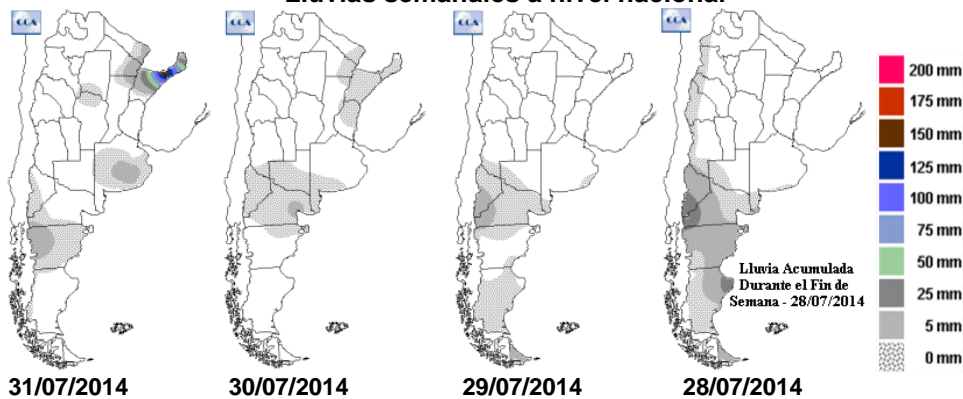 Lluvias semanales a nivel nacional
CCA
CCA
CCA
CCA
200 mm
175 mm
150 mm
125 mm
100 mm
75 mm
50 mm
25 mm
5 mm
0 mm
Lluvia Acumulada
Durante el Fin de
Semana - 28/07/2014
31/07/2014
30/07/2014
29/07/2014
28/07/2014